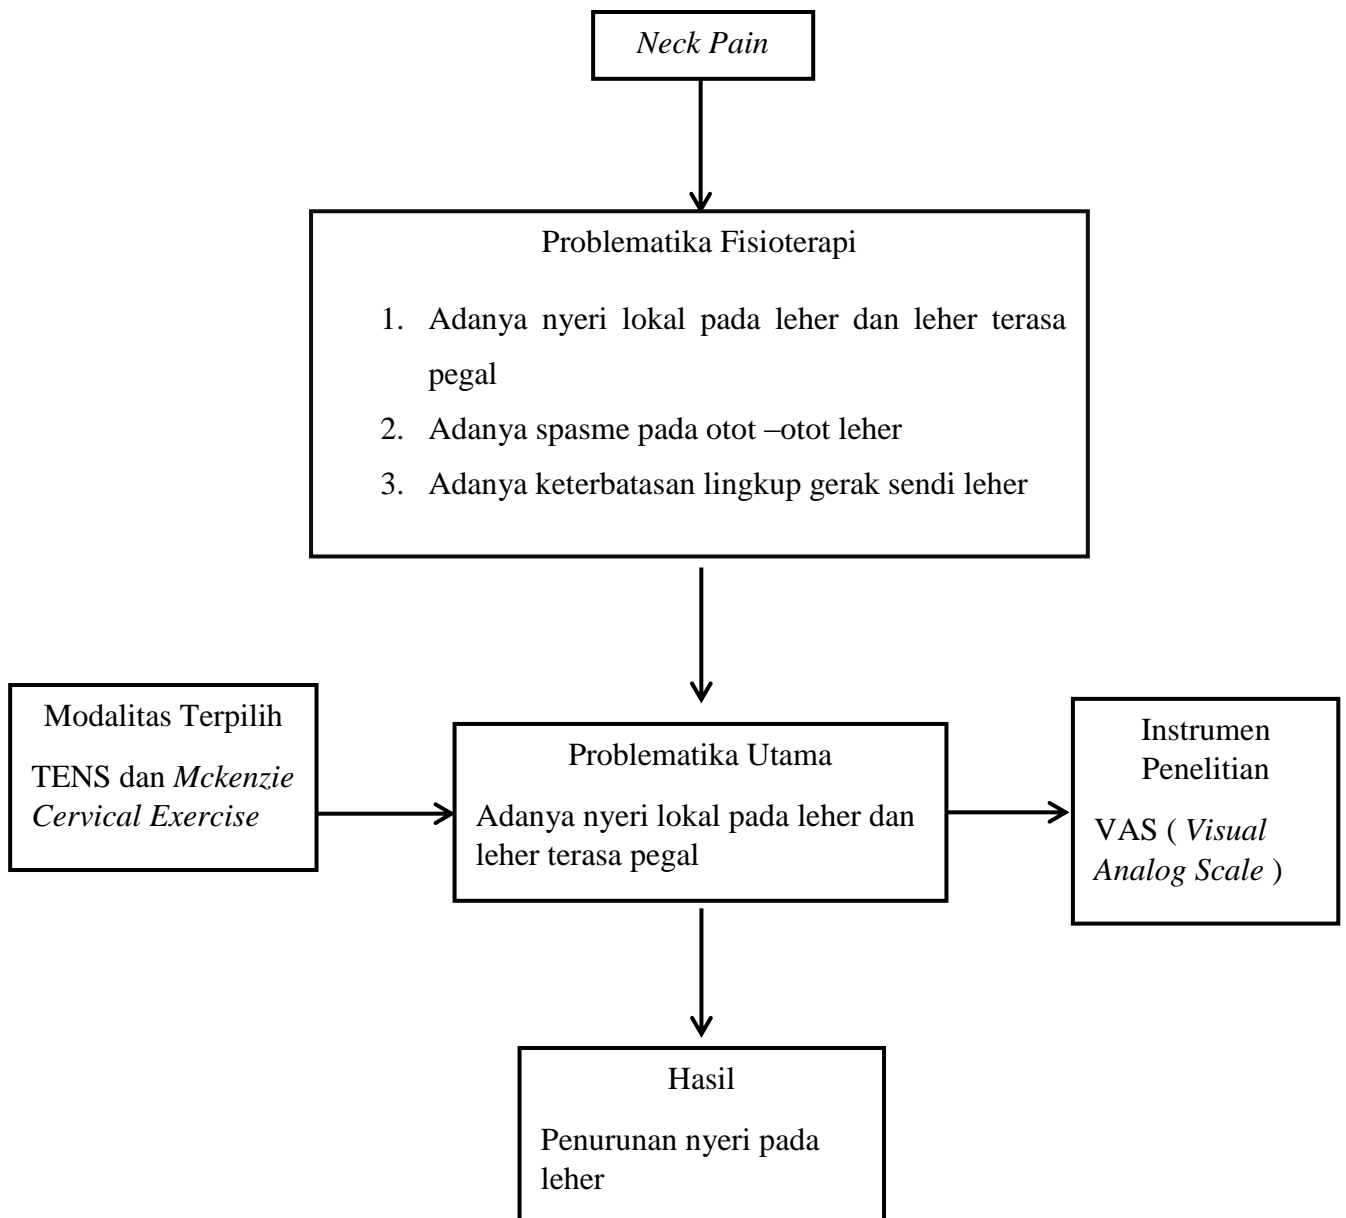 Neck Pain
Problematika Fisioterapi
1. Adanya nyeri lokal pada leher dan leher terasa
pegal
2. Adanya spasme pada otot –otot leher
3. Adanya keterbatasan lingkup gerak sendi leher
Modalitas Terpilih
TENS dan Mckenzie
Cervical Exercise
Problematika Utama
Adanya nyeri lokal pada leher dan
leher terasa pegal
Instrumen
Penelitian
VAS ( Visual
Analog Scale )
Hasil
Penurunan nyeri pada
leher